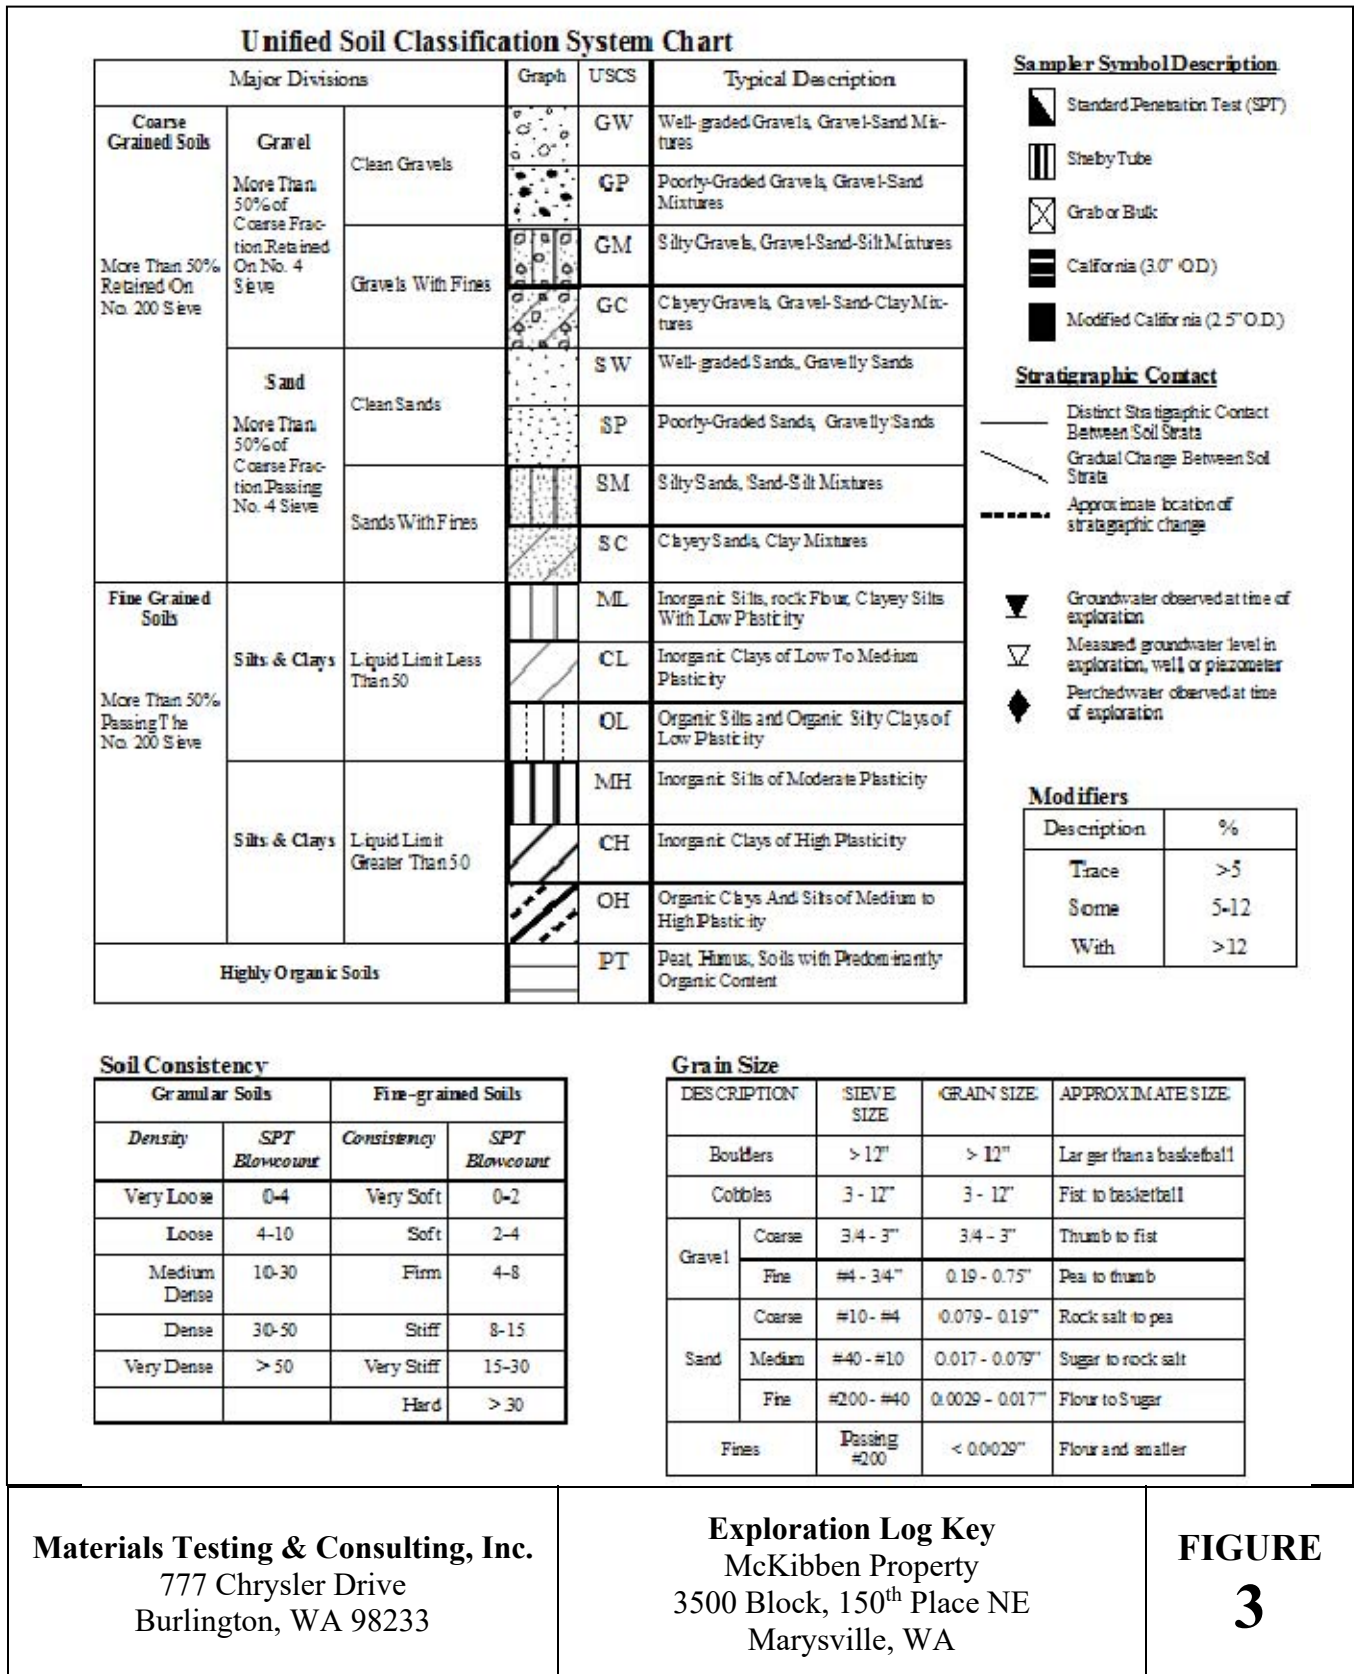 Unified Soil Classification System Chart
Major Divisions
Graph
USCS
Typical Description
Coarse
Grained Soils
More Than 50%
Retained On
No. 200 Sieve
Gravel
More Than
50% of
Coarse Frac-
tion Retained
On No. 4
Sieve
Clean Gravels
GW
Well-graded Gravels, Gravel-Sand Mix-
tures
GP
Poorly-Graded Gravels, Gravel-Sand
Mixtures
Gravels With Fines
GM
Silty Gravels, Gravel-Sand-Silt Mixtures
GC
Clayey Gravels, Gravel-Sand-Clay Mix-
tures
Sand
More Than
50% of
Coarse Frac-
tion Passing
No. 4 Sieve
Clean Sands
SW
Well-graded Sands, Gravelly Sands
SP
Poorly-Graded Sands, Gravelly Sands
Sands With Fines
SM
Silty Sands, Sand-Silt Mixtures
SC
Clayey Sands, Clay Mixtures
Fine Grained
Soils
More Than 50%
Passing The
No. 200 Sieve
Silts & Clays
Liquid Limit Less
Than 50
ML
Inorganic Silts, rock Flour, Clayey Silts
With Low Plasticity
CL
Inorganic Clays of Low To Medium
Plasticity
OL
Organic Silts and Organic Silty Clays of
Low Plasticity
Silts & Clays
Liquid Limit
Greater Than 50
MH
Inorganic Silts of Moderate Plasticity
CH
Inorganic Clays of High Plasticity
OH
Organic Clays And Silts of Medium to
High Plasticity
Highly Organic Soils
PT
Peat, Humus, Soils with Predominantly
Organic Content
Sampler Symbol Description
Standard Penetration Test (SPT)
Shelby Tube
Grab or Bulk
California (3.0" O.D.)
Modified California (2.5" O.D.)
Stratigraphic Contact
Distinct Stratigraphic Contact
Between Soil Strata
Gradual Change Between Soil
Strata
Approximate location of
stratagraphic change
Groundwater observed at time of
exploration
Measured groundwater level in
exploration, well, or piezometer
Perched water observed at time
of exploration
Modifiers
Description
%
Trace
>5
Some
5-12
With
>12
Soil Consistency
Granular Soils
Fine-grained Soils
Density
SPT
Blowcount
Consistency
SPT
Blowcount
Very Loose
0-4
Very Soft
0-2
Loose
4-10
Soft
2-4
Medium
Dense
10-30
Firm
4-8
Dense
30-50
Stiff
8-15
Very Dense
> 50
Very Stiff
15-30
Hard
> 30
Grain Size
DESCRIPTION
SIEVE
SIZE
GRAIN SIZE
APPROXIMATE SIZE
Boulders
> 12"
> 12"
Larger than a basketball
Cobbles
3 - 12"
3 - 12"
Fist to basketball
Gravel
Coarse
3/4 - 3"
3/4 - 3"
Thumb to fist
Fine
#4 - 3/4"
0.19 - 0.75"
Pea to thumb
Sand
Coarse
#10 - #4
0.079 - 0.19"
Rock salt to pea
Medium
#40 - #10
0.017 - 0.079"
Sugar to rock salt
Fine
#200 - #40
0.0029 - 0.017"
Flour to Sugar
Fines
Passing
#200
< 0.0029"
Flour and smaller
Materials Testing & Consulting, Inc.
777 Chrysler Drive
Burlington, WA 98233
Exploration Log Key
McKibben Property
3500 Block, 150th Place NE
Marysville, WA
FIGURE
3